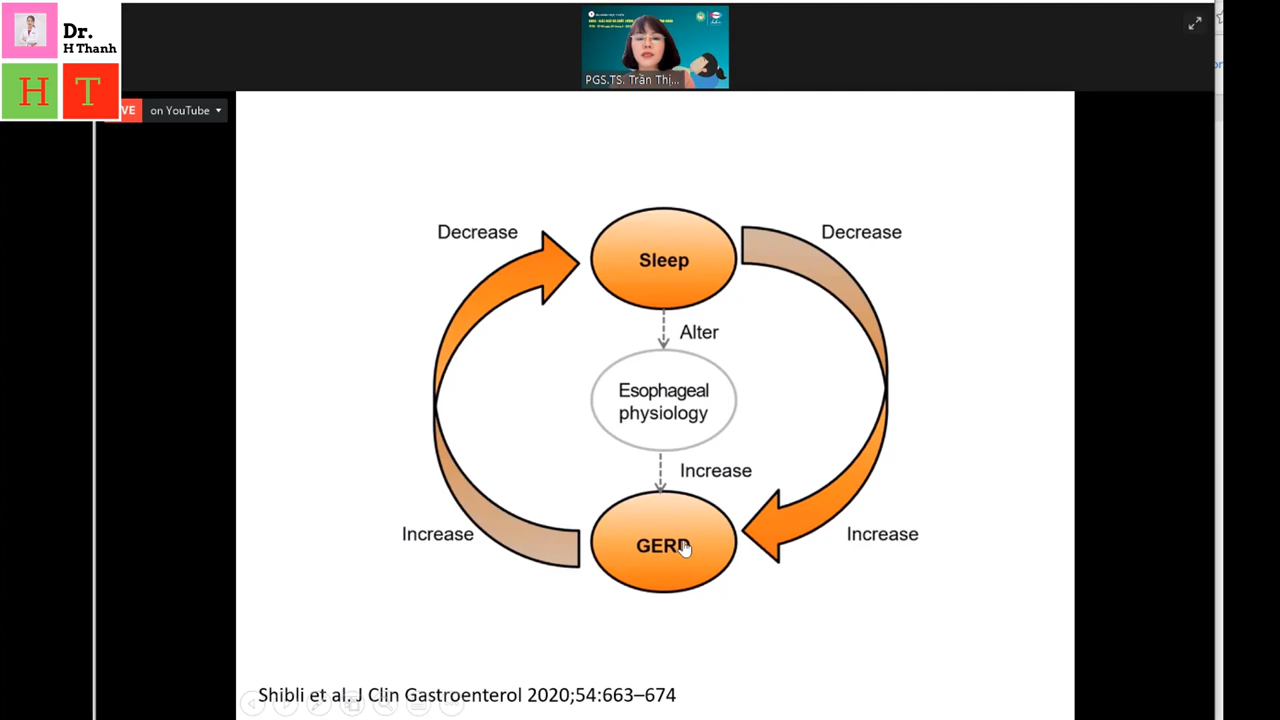 Dr.
H Thanh
H T
PGS.TS. Trần Thị...
VE on YouTube
Decrease
Sleep
Decrease
Alter
Esophageal
physiology
Increase
GERD
Increase
Increase
Shibli et al. J Clin Gastroenterol 2020;54:663–674